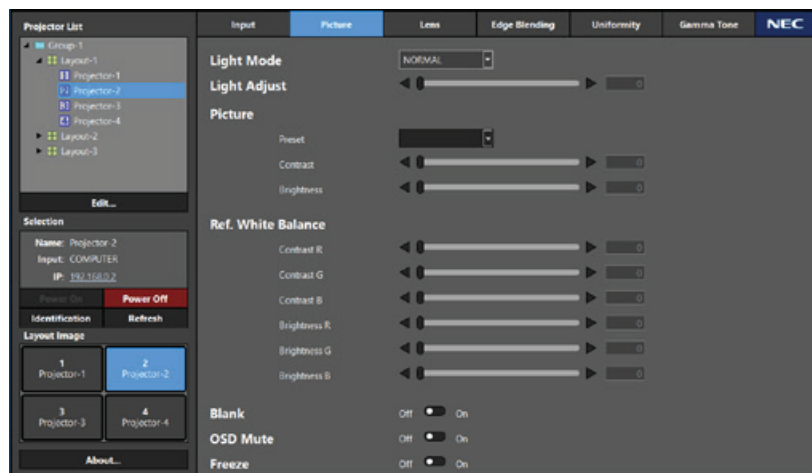 Projector List
Group-1
Layout-1
1 Projector-1
2 Projector-2
3 Projector-3
4 Projector-4
Layout-2
Layout-3
Edit...
Selection
Name: Projector-2
Input: COMPUTER
IP: 192.168.0.2
Power On Power Off
Identification Refresh
Layout Image
1
Projector-1
2
Projector-2
3
Projector-3
4
Projector-4
About...
Input Picture Lens Edge Blending Uniformity Gamma Tone NEC
Light Mode NORMAL
Light Adjust 0
Picture
Preset
Contrast 0
Brightness 0
Ref. White Balance
Contrast R 0
Contrast G 0
Contrast B 0
Brightness R 0
Brightness G 0
Brightness B 0
Blank Off On
OSD Mute Off On
Freeze Off On